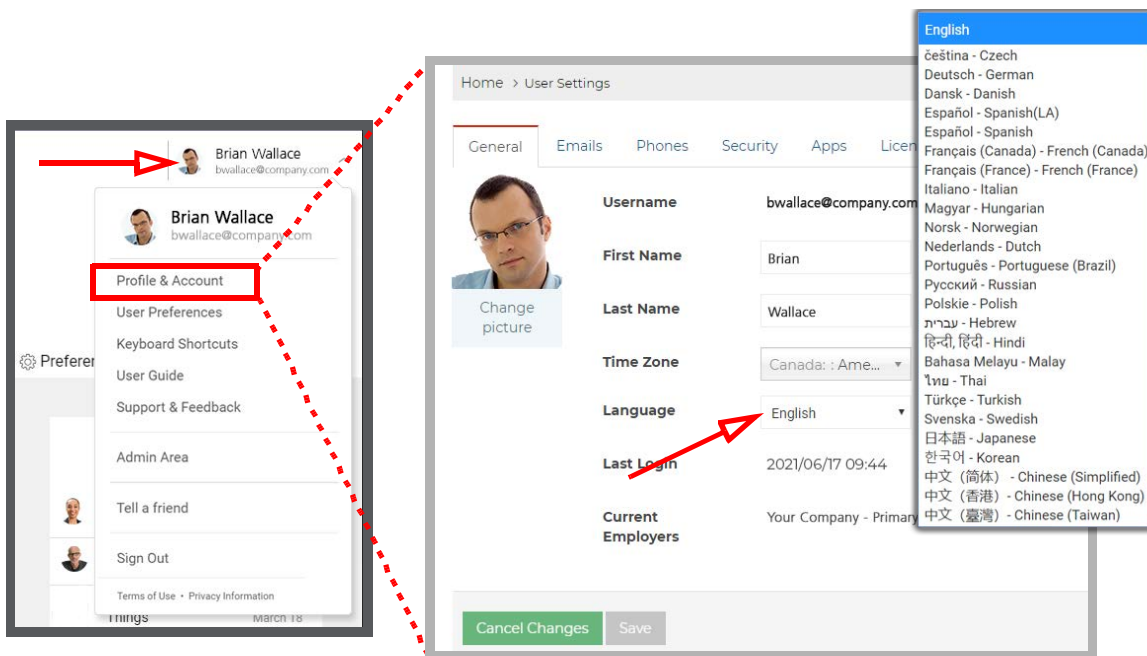 Brian Wallace
bwallace@company.com
Brian Wallace
bwallace@company.com
Profile & Account
User Preferences
Keyboard Shortcuts
User Guide
Support & Feedback
Admin Area
Tell a friend
Sign Out
Terms of Use • Privacy Information
Preferen
Things
March 18
Home > User Settings
General Emails Phones Security Apps Licen
Change
picture
Username bwallace@company.com
First Name Brian
Last Name Wallace
Time Zone Canada: : Ame...
Language English
Last Login 2021/06/17 09:44
Current
Employers
Your Company - Primary
Cancel Changes Save
English
čeština - Czech
Deutsch - German
Dansk - Danish
Español - Spanish(LA)
Español - Spanish
Français (Canada) - French (Canada)
Français (France) - French (France)
Italiano - Italian
Magyar - Hungarian
Norsk - Norwegian
Nederlands - Dutch
Português - Portuguese (Brazil)
Русский - Russian
Polskie - Polish
עברית - Hebrew
हिन्दी, हिंदी - Hindi
Bahasa Melayu - Malay
ไทย - Thai
Türkçe - Turkish
Svenska - Swedish
日本語 - Japanese
한국어 - Korean
中文（简体） - Chinese (Simplified)
中文（香港） - Chinese (Hong Kong)
中文（臺灣） - Chinese (Taiwan)